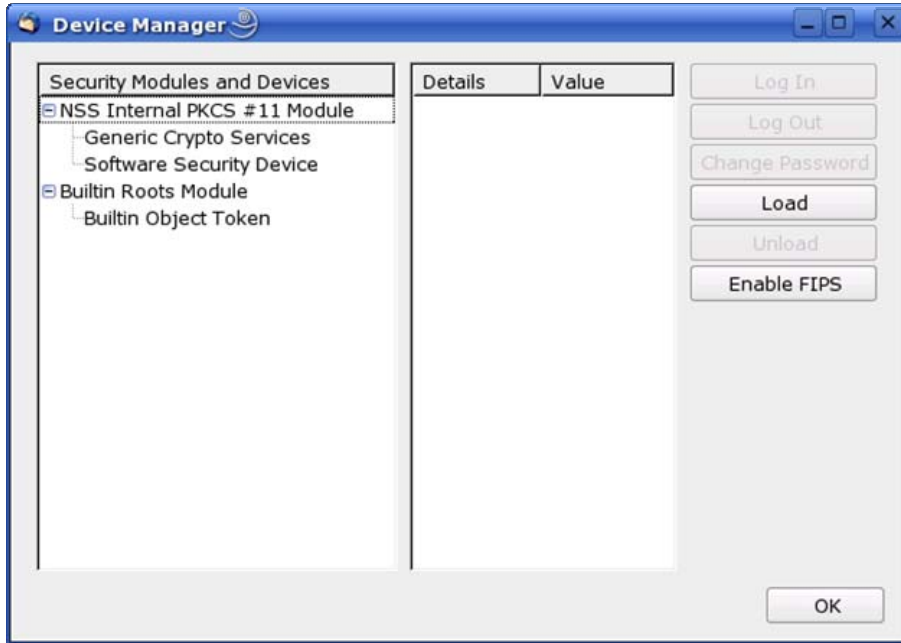 Device Manager
Security Modules and Devices
NSS Internal PKCS #11 Module
Generic Crypto Services
Software Security Device
Builtin Roots Module
Builtin Object Token
Details
Value
Log In
Log Out
Change Password
Load
Unload
Enable FIPS
OK